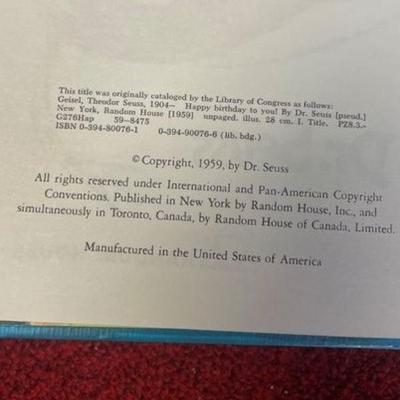 This title was originally cataloged by the Library of Congress as follows:
Geisel, Theodor Seuss, 1904– Happy birthday to you! By Dr. Seuss [pseud.]
New York, Random House [1959] unpaged. illus. 28 cm. I. Title. PZ8.3.-
G276Hap 59-8475
ISBN 0-394-80076-1 0-394-90076-6 (lib. bdg.)
© Copyright, 1959, by Dr. Seuss
All rights reserved under International and Pan-American Copyright
Conventions. Published in New York by Random House, Inc., and
simultaneously in Toronto, Canada, by Random House of Canada, Limited.
Manufactured in the United States of America